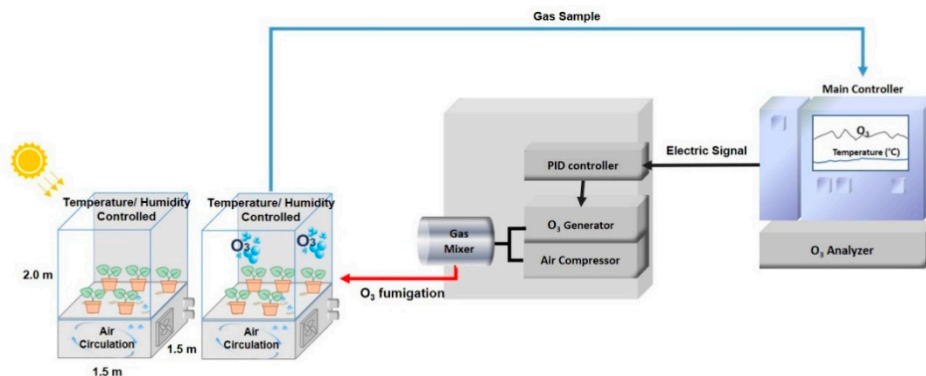 Gas Sample
Main Controller
O₃
Temperature (°C)
PID controller
Electric Signal
Temperature/ Humidity
Controlled
Temperature/ Humidity
Controlled
O₃
O₃
O₃ Generator
Gas
Mixer
Air Compressor
O₃ Analyzer
2.0 m
O₃ fumigation
Air
Circulation
Air
Circulation
1.5 m
1.5 m